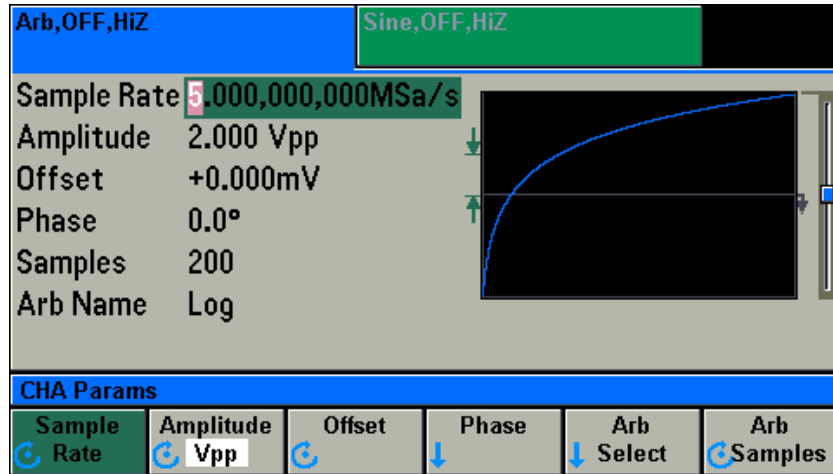 Arb,OFF,HiZ Sine,OFF,HiZ
Sample Rate 5.000,000,000MSa/s
Amplitude 2.000 Vpp
Offset +0.000mV
Phase 0.0°
Samples 200
Arb Name Log
CHA Params
Sample Rate
Amplitude Vpp
Offset
Phase
Arb Select
Arb Samples